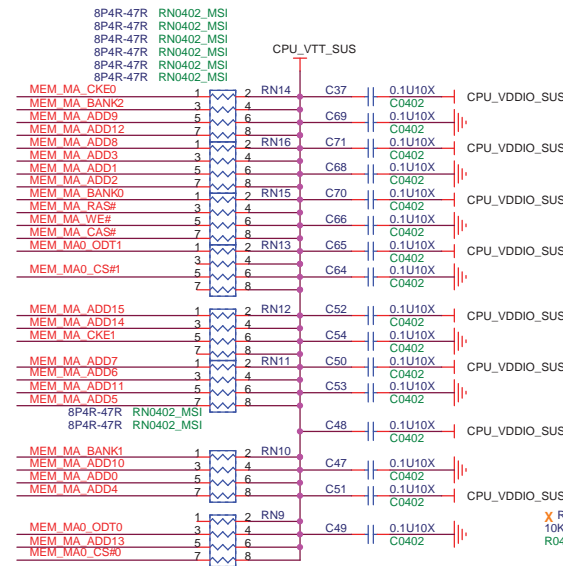 8P4R-47R RN0402_MSI
8P4R-47R RN0402_MSI
8P4R-47R RN0402_MSI
8P4R-47R RN0402_MSI
8P4R-47R RN0402_MSI
8P4R-47R RN0402_MSI
CPU_VTT_SUS
MEM_MA_CKE0 1 2 RN14 C37 0.1U10X CPU_VDDIO_SUS
MEM_MA_BANK2 3 4 C0402
MEM_MA_ADD9 5 6 C69 0.1U10X
MEM_MA_ADD12 7 8 C0402
MEM_MA_ADD8 1 2 RN16 C71 0.1U10X CPU_VDDIO_SUS
MEM_MA_ADD3 3 4 C0402
MEM_MA_ADD1 5 6 C68 0.1U10X
MEM_MA_ADD2 7 8 C0402
MEM_MA_BANK0 1 2 RN15 C70 0.1U10X CPU_VDDIO_SUS
MEM_MA_RAS# 3 4 C0402
MEM_MA_WE# 5 6 C66 0.1U10X
MEM_MA_CAS# 7 8 C0402
MEM_MA0_ODT1 1 2 RN13 C65 0.1U10X CPU_VDDIO_SUS
3 4 C0402
MEM_MA0_CS#1 5 6 C64 0.1U10X
7 8 C0402
MEM_MA_ADD15 1 2 RN12 C52 0.1U10X CPU_VDDIO_SUS
MEM_MA_ADD14 3 4 C0402
MEM_MA_CKE1 5 6 C54 0.1U10X
7 8 C0402
MEM_MA_ADD7 1 2 RN11 C50 0.1U10X CPU_VDDIO_SUS
MEM_MA_ADD6 3 4 C0402
MEM_MA_ADD11 5 6 C53 0.1U10X
MEM_MA_ADD5 7 8 C0402
8P4R-47R RN0402_MSI
8P4R-47R RN0402_MSI C48 0.1U10X CPU_VDDIO_SUS
C0402
MEM_MA_BANK1 1 2 RN10
MEM_MA_ADD10 3 4 C47 0.1U10X
MEM_MA_ADD0 5 6 C0402
MEM_MA_ADD4 7 8 C51 0.1U10X CPU_VDDIO_SUS
C0402
1 2 RN9 X R
MEM_MA0_ODT0 3 4 C49 0.1U10X 10K
MEM_MA_ADD13 5 6 C0402 R04
MEM_MA0_CS#0 7 8